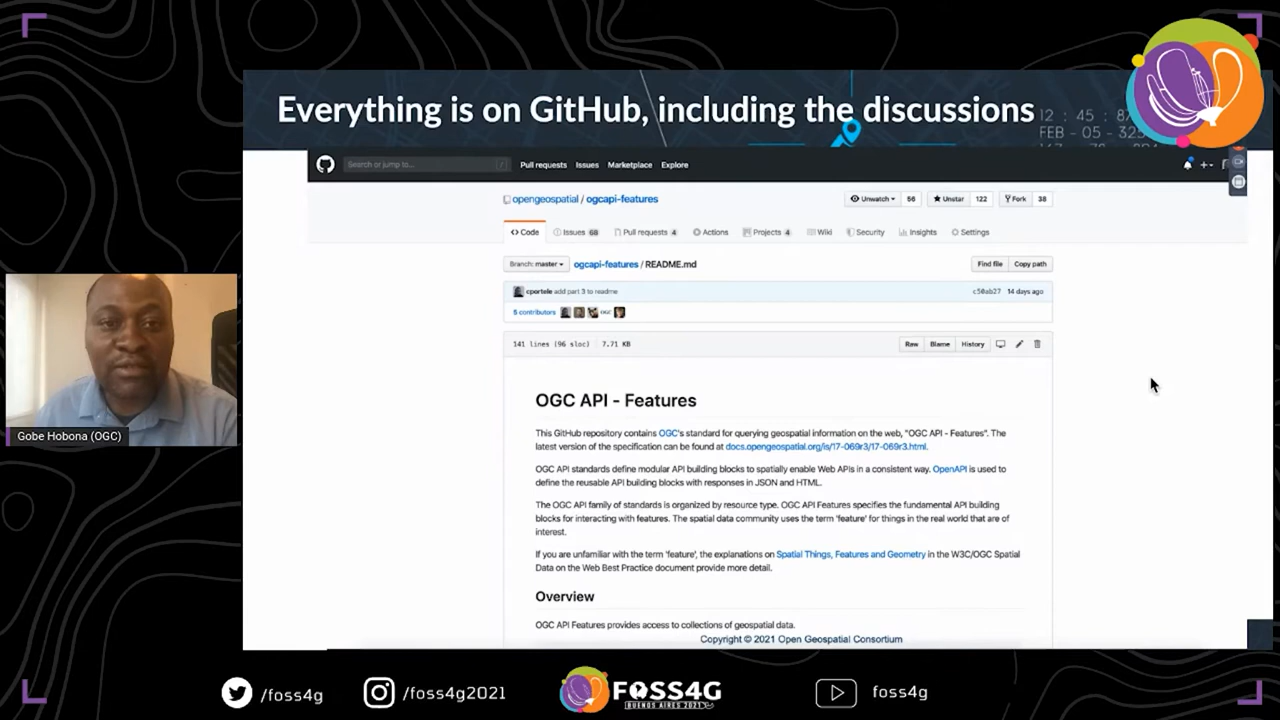 Everything is on GitHub, including the discussions
Search or jump to...
/
Pull requests
Issues
Marketplace
Explore
opengeospatial / ogcapi-features
Unwatch
56
Unstar
122
Fork
38
Code
Issues 68
Pull requests 4
Actions
Projects 4
Wiki
Security
Insights
Settings
Branch: master
ogcapi-features / README.md
Find file
Copy path
cportele add part 3 to readme
c50ab27
14 days ago
5 contributors
OGC
141 lines (96 sloc)
7.71 KB
Raw
Blame
History
OGC API - Features
This GitHub repository contains OGC's standard for querying geospatial information on the web, "OGC API - Features". The
latest version of the specification can be found at docs.opengeospatial.org/is/17-069r3/17-069r3.html.
OGC API standards define modular API building blocks to spatially enable Web APIs in a consistent way. OpenAPI is used to
define the reusable API building blocks with responses in JSON and HTML.
The OGC API family of standards is organized by resource type. OGC API Features specifies the fundamental API building
blocks for interacting with features. The spatial data community uses the term 'feature' for things in the real world that are of
interest.
If you are unfamiliar with the term 'feature', the explanations on Spatial Things, Features and Geometry in the W3C/OGC Spatial
Data on the Web Best Practice document provide more detail.
Overview
OGC API Features provides access to collections of geospatial data.
Copyright © 2021 Open Geospatial Consortium
Gobe Hobona (OGC)
/foss4g
/foss4g2021
FOSS4G
BUENOS AIRES 2021
foss4g